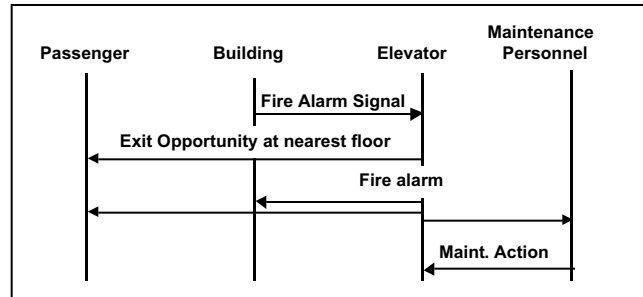 Passenger
Building
Elevator
Maintenance
Personnel
Fire Alarm Signal
Exit Opportunity at nearest floor
Fire alarm
Maint. Action